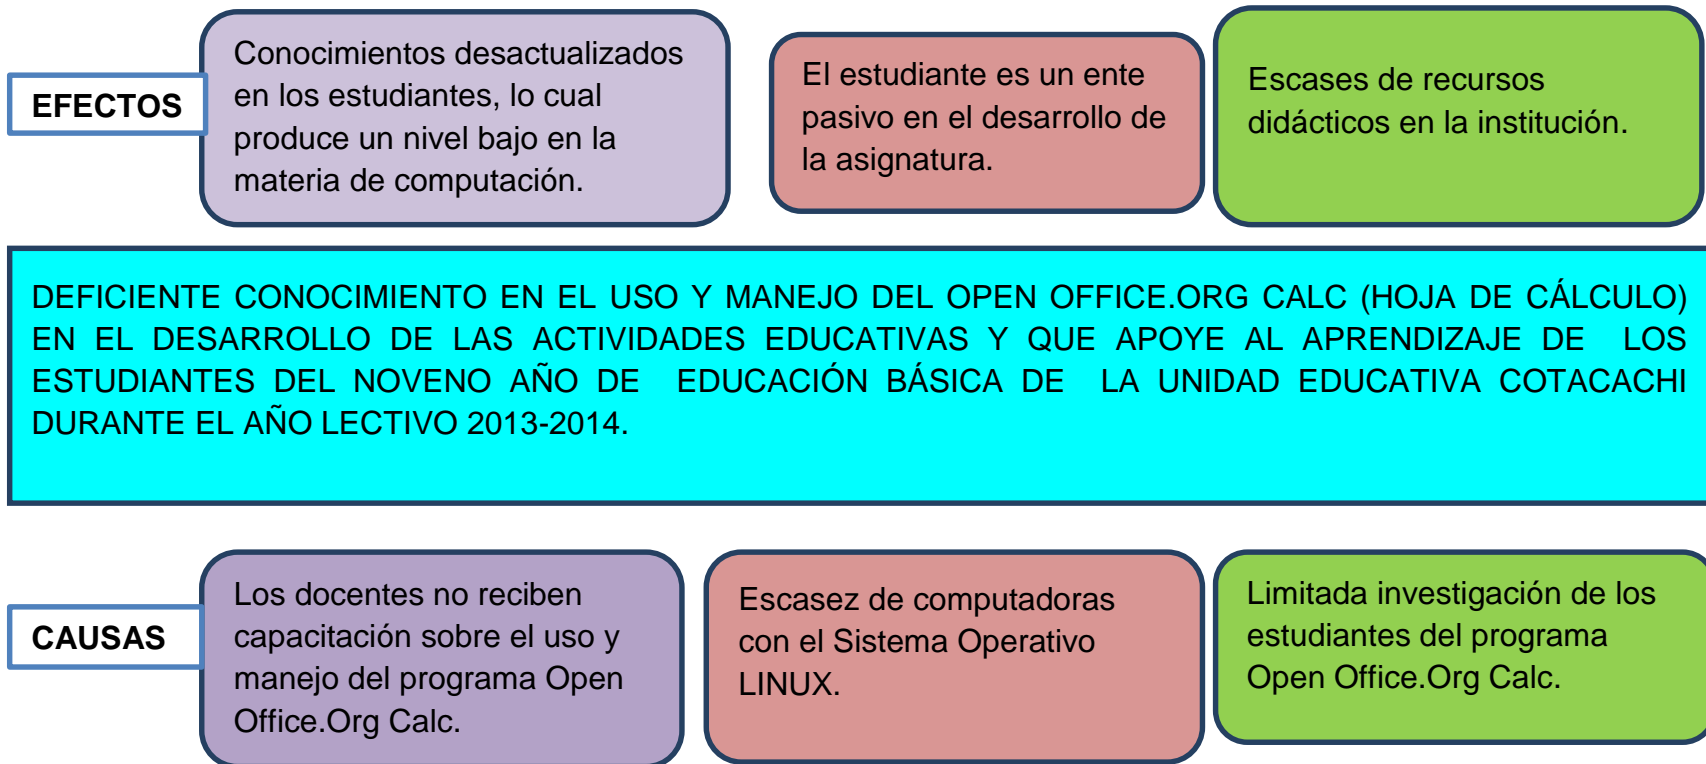 EFECTOS
Conocimientos desactualizados
en los estudiantes, lo cual
produce un nivel bajo en la
materia de computación.
El estudiante es un ente
pasivo en el desarrollo de
la asignatura.
Escases de recursos
didácticos en la institución.
DEFICIENTE CONOCIMIENTO EN EL USO Y MANEJO DEL OPEN OFFICE.ORG CALC (HOJA DE CÁLCULO)
EN EL DESARROLLO DE LAS ACTIVIDADES EDUCATIVAS Y QUE APOYE AL APRENDIZAJE DE LOS
ESTUDIANTES DEL NOVENO AÑO DE EDUCACIÓN BÁSICA DE LA UNIDAD EDUCATIVA COTACACHI
DURANTE EL AÑO LECTIVO 2013-2014.
CAUSAS
Los docentes no reciben
capacitación sobre el uso y
manejo del programa Open
Office.Org Calc.
Escasez de computadoras
con el Sistema Operativo
LINUX.
Limitada investigación de los
estudiantes del programa
Open Office.Org Calc.